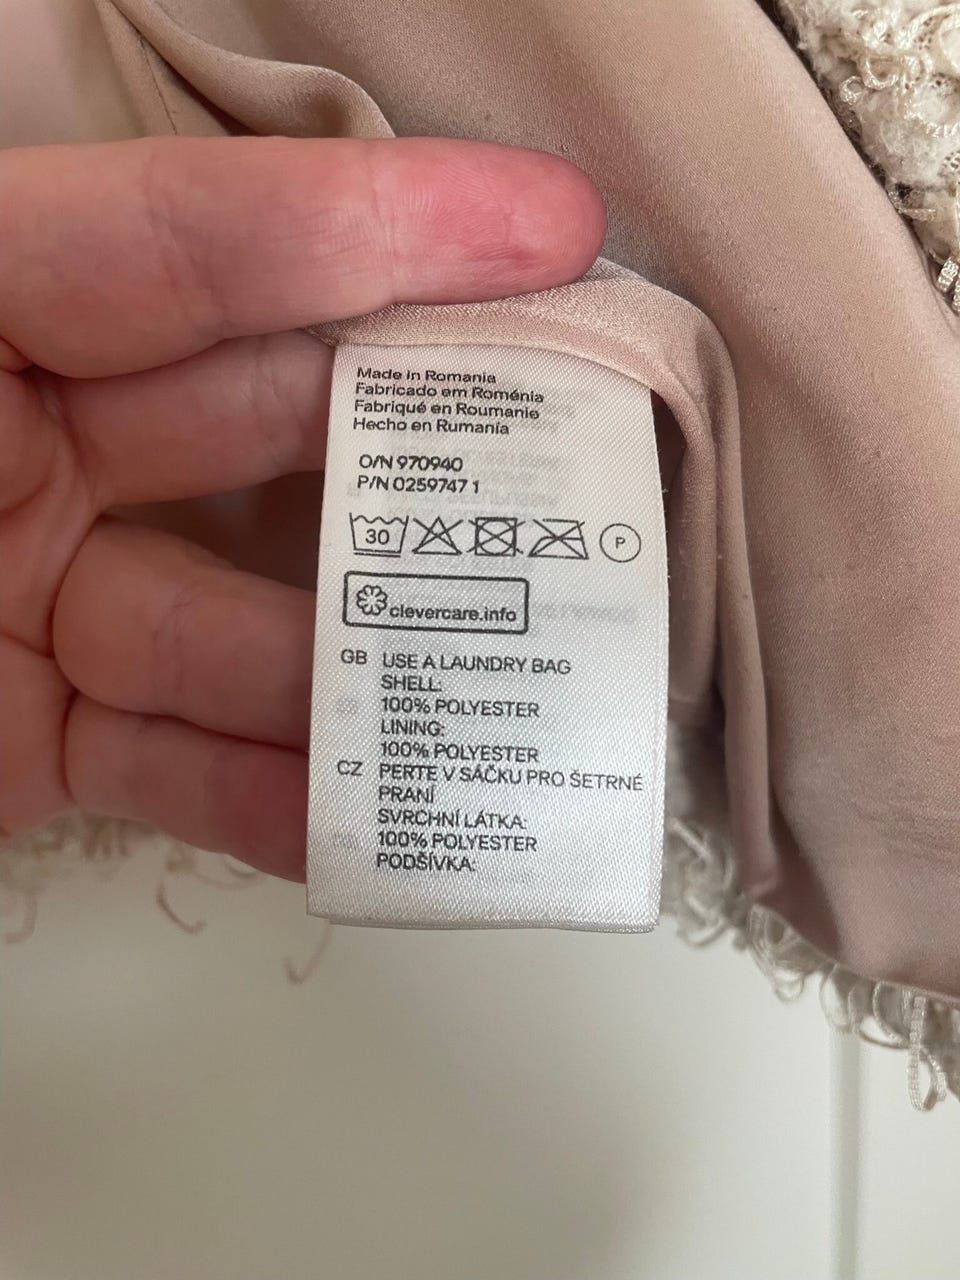 Made in Romania
Fabricado em Roménia
Fabriqué en Roumanie
Hecho en Rumanía
O/N 970940
P/N 0259747 1
30
P
clevercare.info
GB USE A LAUNDRY BAG
SHELL:
100% POLYESTER
LINING:
100% POLYESTER
CZ PERTE V SÁČKU PRO ŠETRNÉ
PRANÍ
SVRCHNÍ LÁTKA:
100% POLYESTER
PODŠÍVKA: